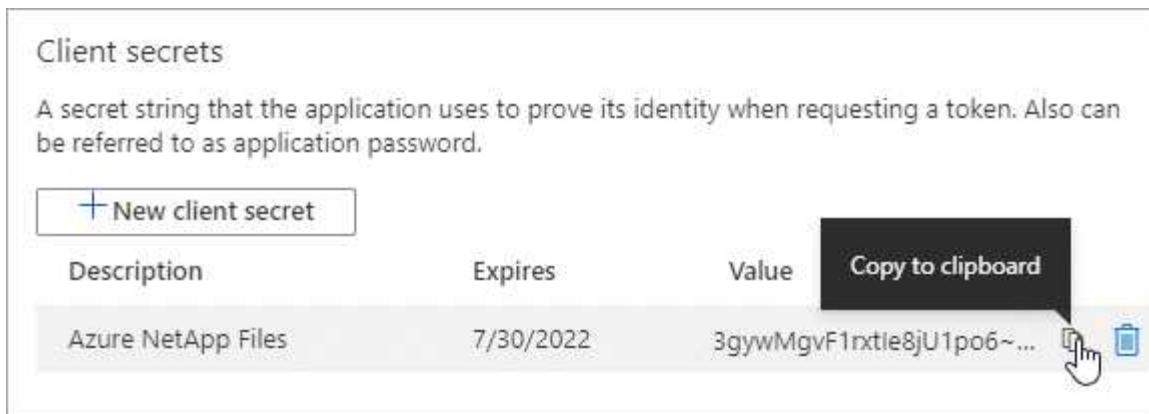 Client secrets
A secret string that the application uses to prove its identity when requesting a token. Also can
be referred to as application password.
+ New client secret
Description Expires Value Copy to clipboard
Azure NetApp Files 7/30/2022 3gywMgvF1rxtIe8jU1po6~...